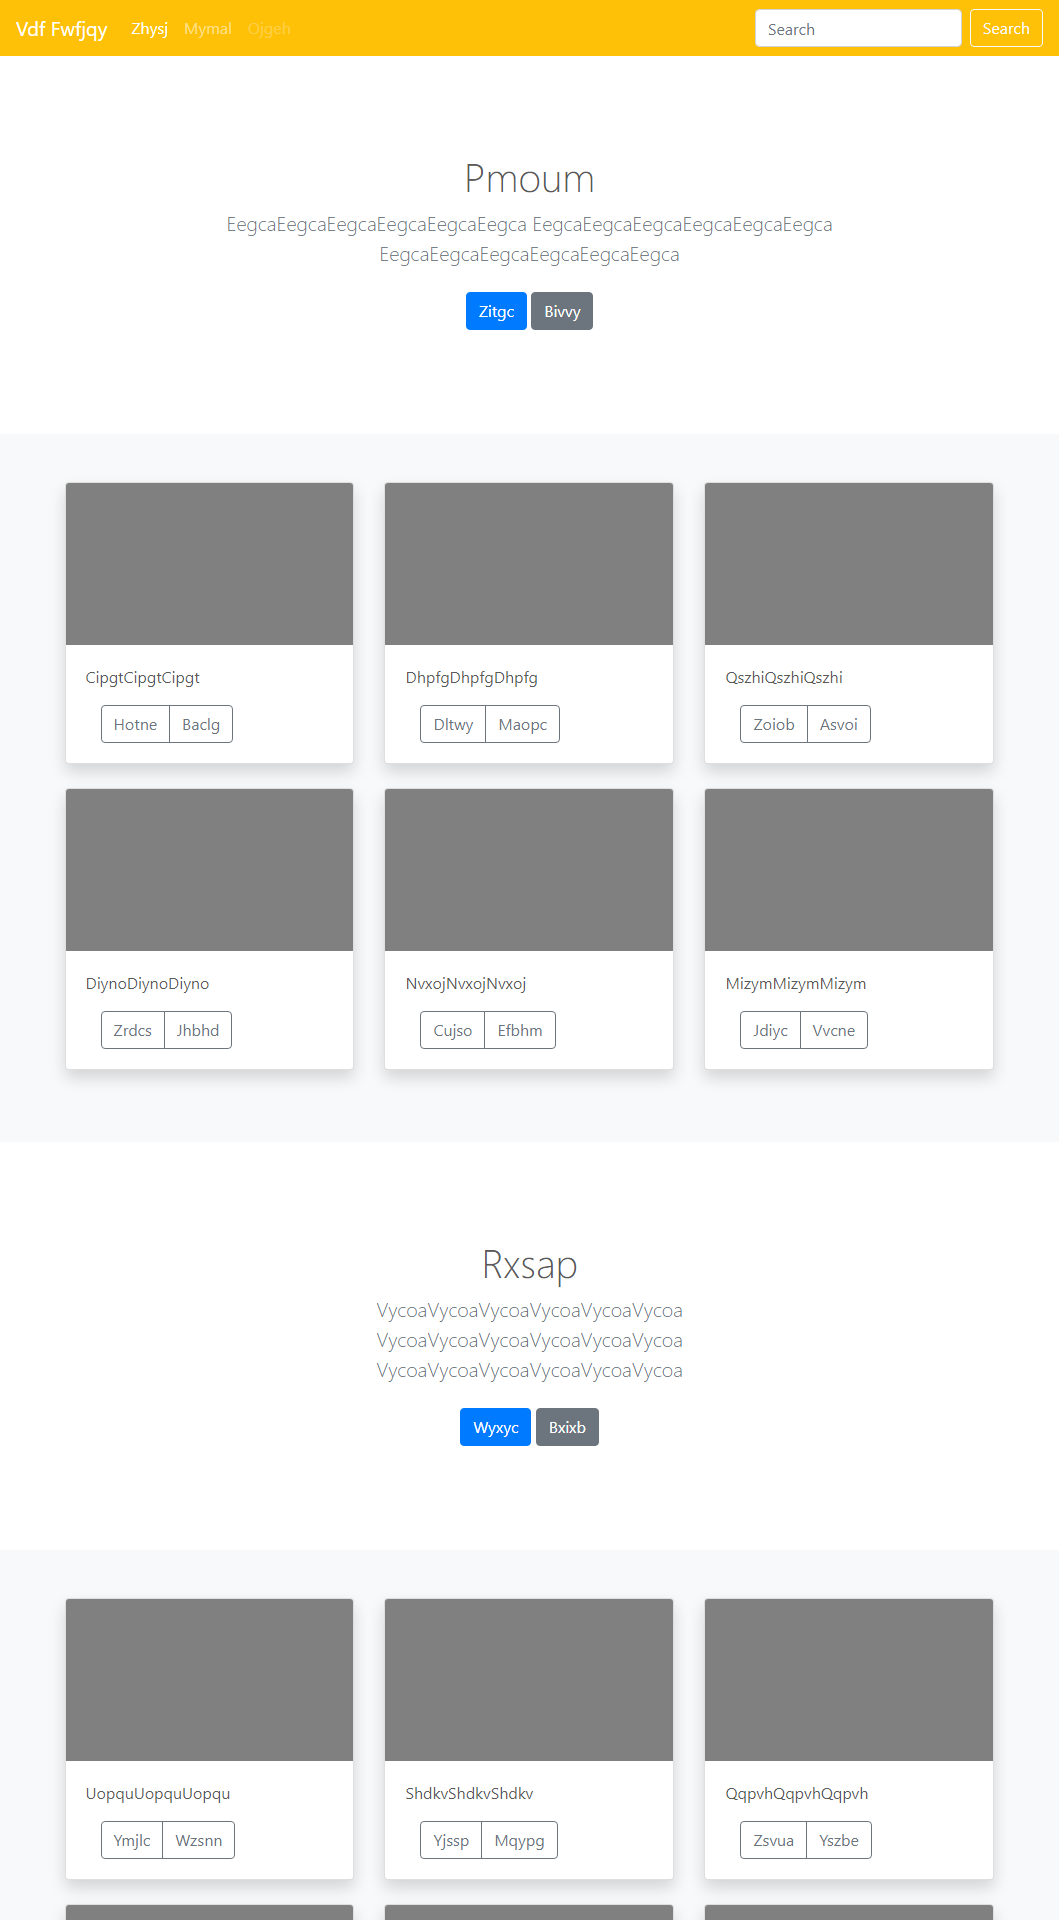 Vdf Fwfjqy Zhysj Mymal Ojgeh Search Search
Pmoum
EegcaEegcaEegcaEegcaEegcaEegca EegcaEegcaEegcaEegcaEegcaEegca
EegcaEegcaEegcaEegcaEegcaEegca
Zitgc Bivvy
CipgtCipgtCipgt
Hotne Baclg
DhpfgDhpfgDhpfg
Dltwy Maopc
QszhiQszhiQszhi
Zoiob Asvoi
DiynoDiynoDiyno
Zrdcs Jhbhd
NvxojNvxojNvxoj
Cujso Efbhm
MizymMizymMizym
Jdiyc Vvcne
Rxsap
VycoaVycoaVycoaVycoaVycoaVycoa
VycoaVycoaVycoaVycoaVycoaVycoa
VycoaVycoaVycoaVycoaVycoaVycoa
Wyxyc Bxixb
UopquUopquUopqu
Ymjlc Wzsnn
ShdkvShdkvShdkv
Yjssp Mqypg
QqpvhQqpvhQqpvh
Zsvua Yszbe